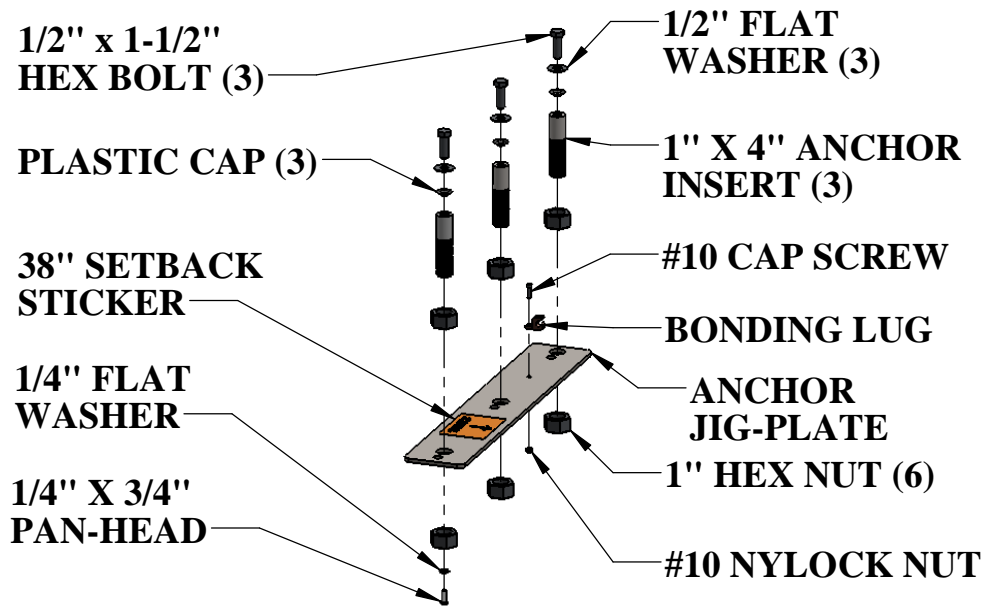 1/2" x 1-1/2"
HEX BOLT (3)
PLASTIC CAP (3)
38" SETBACK
STICKER
1/4" FLAT
WASHER
1/4" X 3/4"
PAN-HEAD
1/2" FLAT
WASHER (3)
1" X 4" ANCHOR
INSERT (3)
#10 CAP SCREW
BONDING LUG
ANCHOR
JIG-PLATE
1" HEX NUT (6)
#10 NYLOCK NUT